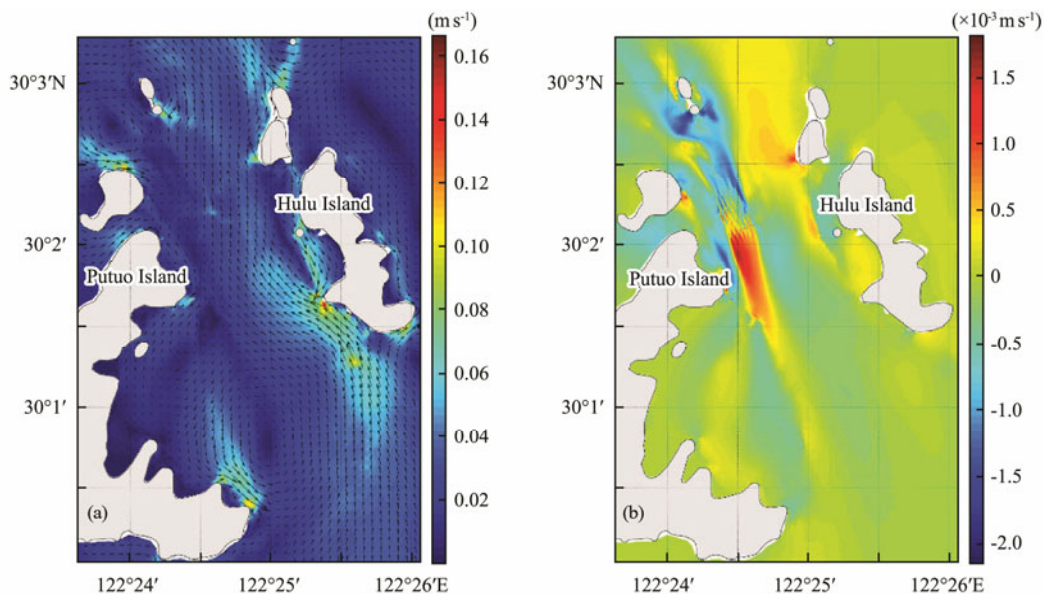 (m s⁻¹)
(×10⁻³ m s⁻¹)
30°3′N
30°2′
30°1′
0.16
0.14
0.12
0.10
0.08
0.06
0.04
0.02
Hulu Island
Putuo Island
(a)
122°24′
122°25′
122°26′E
30°3′N
30°2′
30°1′
1.5
1.0
0.5
0
-0.5
-1.0
-1.5
-2.0
Hulu Island
Putuo Island
(b)
122°24′
122°25′
122°26′E